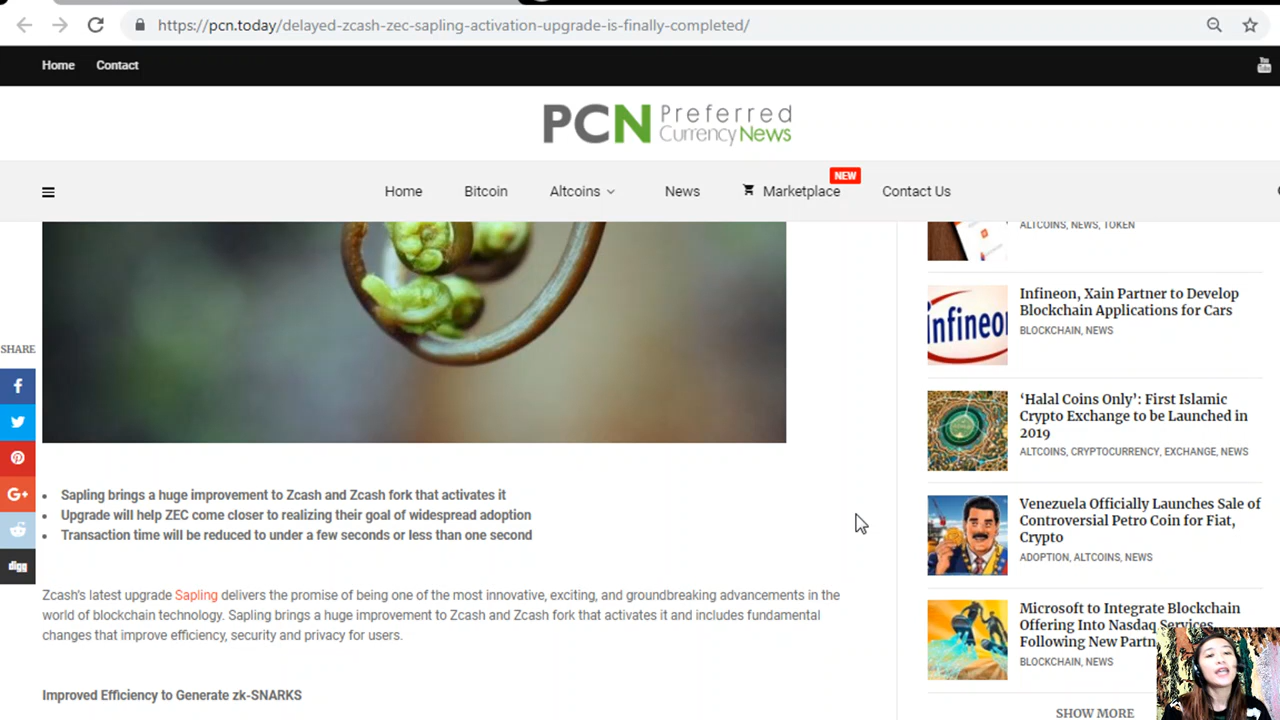 https://pcn.today/delayed-zcash-zec-sapling-activation-upgrade-is-finally-completed/
Home Contact
You Tube
PCN Preferred
Currency News
Home Bitcoin Altcoins News Marketplace NEW Contact Us
ALTCOINS, NEWS, TOKEN
Infineon, Xain Partner to Develop
Blockchain Applications for Cars
BLOCKCHAIN, NEWS
infineo
SHARE
‘Halal Coins Only’: First Islamic
Crypto Exchange to be Launched in
2019
ALTCOINS, CRYPTOCURRENCY, EXCHANGE, NEWS
• Sapling brings a huge improvement to Zcash and Zcash fork that activates it
• Upgrade will help ZEC come closer to realizing their goal of widespread adoption
• Transaction time will be reduced to under a few seconds or less than one second
Venezuela Officially Launches Sale of
Controversial Petro Coin for Fiat,
Crypto
ADOPTION, ALTCOINS, NEWS
digg
Zcash's latest upgrade Sapling delivers the promise of being one of the most innovative, exciting, and groundbreaking advancements in the
world of blockchain technology. Sapling brings a huge improvement to Zcash and Zcash fork that activates it and includes fundamental
changes that improve efficiency, security and privacy for users.
Microsoft to Integrate Blockchain
Offering Into Nasdaq Services,
Following New Partn
BLOCKCHAIN, NEWS
Improved Efficiency to Generate zk-SNARKS
SHOW MORE